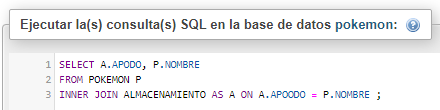 Ejecutar la(s) consulta(s) SQL en la base de datos pokemon:
1 SELECT A.APODO, P.NOMBRE
2 FROM POKEMON P
3 INNER JOIN ALMACENAMIENTO AS A ON A.APOODO = P.NOMBRE ;